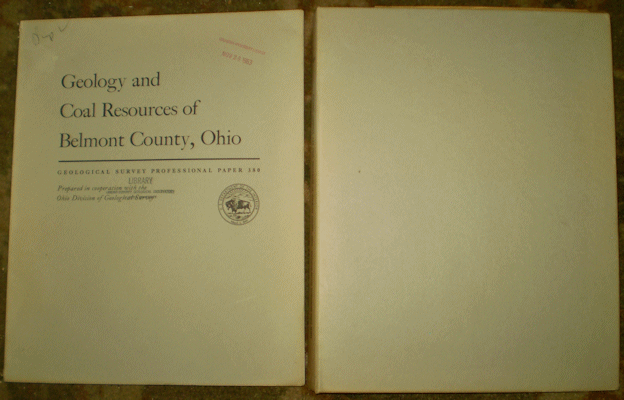 Geology and
Coal Resources of
Belmont County, Ohio
GEOLOGICAL SURVEY PROFESSIONAL PAPER 380
LIBRARY
Prepared in cooperation with the
Ohio Division of Geological Survey